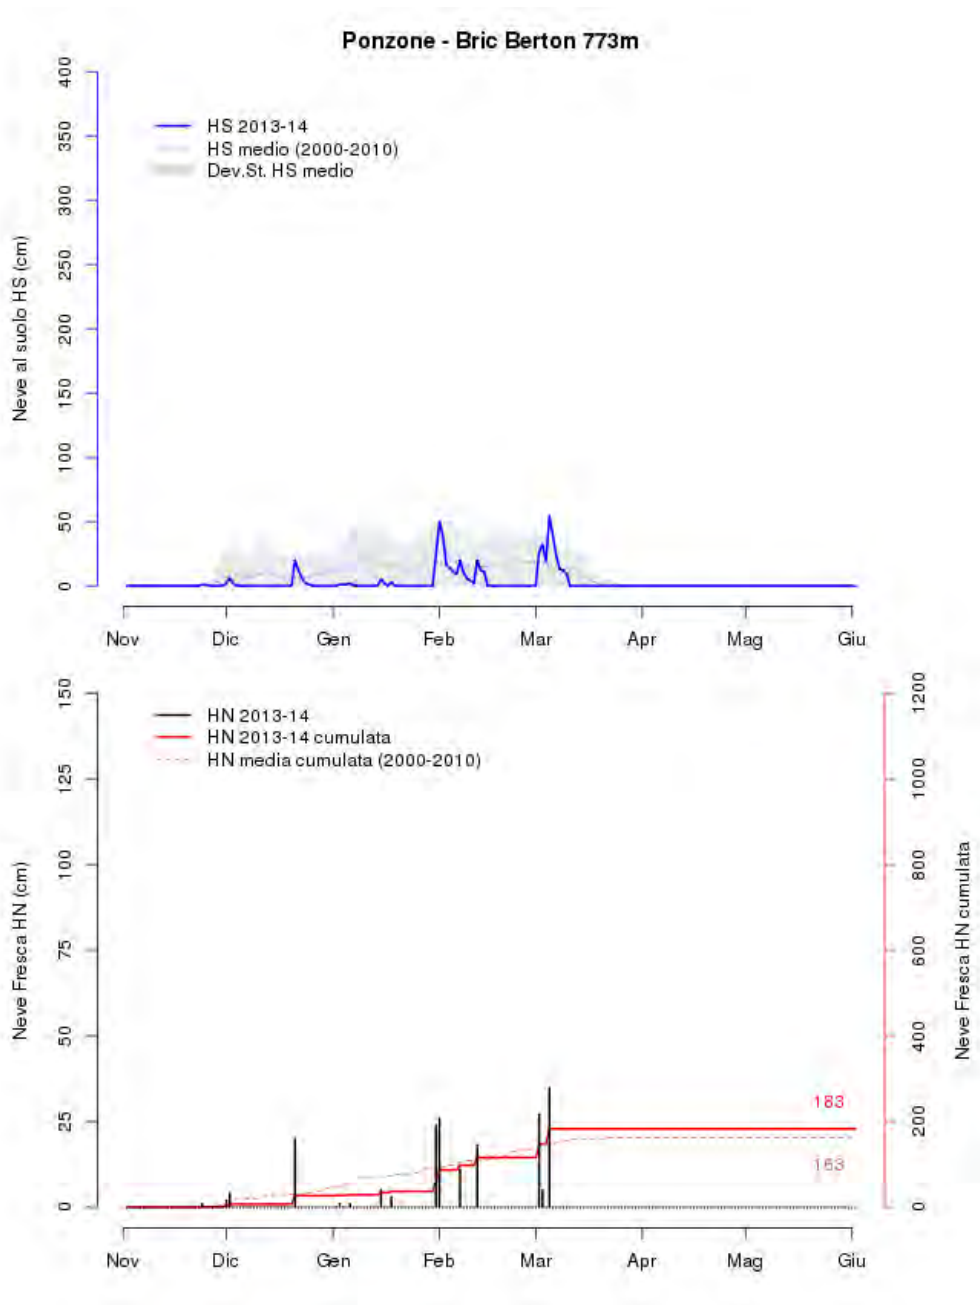 Ponzone - Bric Berton 773m
400
350
300
250
200
150
100
50
0
Neve al suolo HS (cm)
HS 2013-14
HS medio (2000-2010)
Dev.St. HS medio
Nov Dic Gen Feb Mar Apr Mag Giu
150
125
100
75
50
25
0
Neve Fresca HN (cm)
HN 2013-14
HN 2013-14 cumulata
HN media cumulata (2000-2010)
183
163
1200
1000
800
600
400
200
0
Neve Fresca HN cumulata
Nov Dic Gen Feb Mar Apr Mag Giu